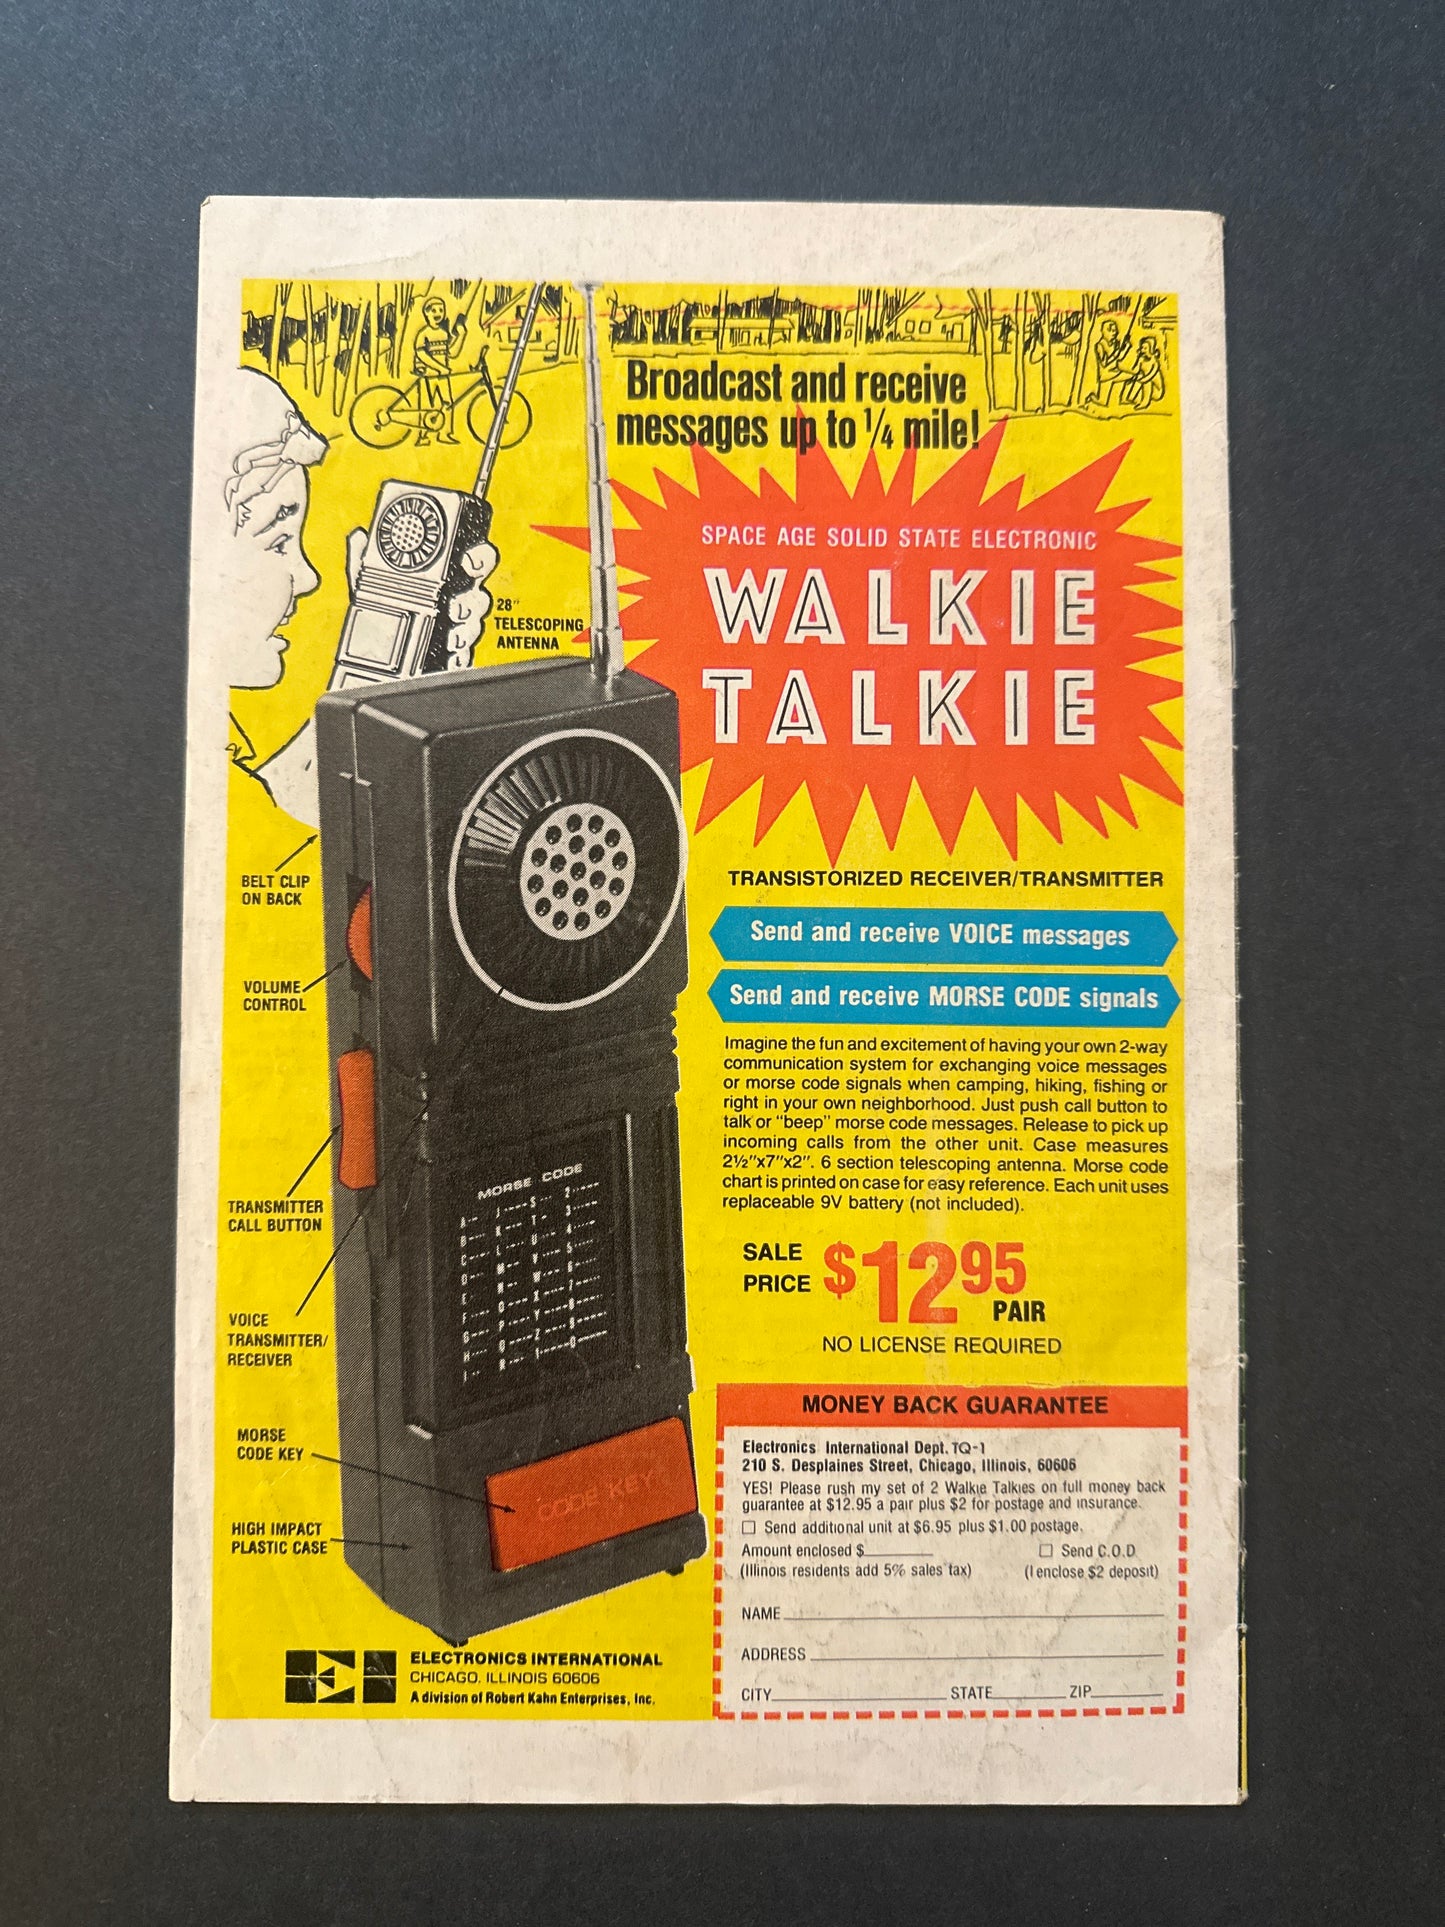 Broadcast and receive
messages up to 1/4 mile!
SPACE AGE SOLID STATE ELECTRONIC
WALKIE
TALKIE
28"
TELESCOPING
ANTENNA
BELT CLIP
ON BACK
VOLUME
CONTROL
TRANSMITTER
CALL BUTTON
VOICE
TRANSMITTER/
RECEIVER
MORSE
CODE KEY
HIGH IMPACT
PLASTIC CASE
MORSE CODE
CODE KEY
TRANSISTORIZED RECEIVER/TRANSMITTER
Send and receive VOICE messages
Send and receive MORSE CODE signals
Imagine the fun and excitement of having your own 2-way
communication system for exchanging voice messages
or morse code signals when camping, hiking, fishing or
right in your own neighborhood. Just push call button to
talk or "beep" morse code messages. Release to pick up
incoming calls from the other unit. Case measures
2½"x7"x2". 6 section telescoping antenna. Morse code
chart is printed on case for easy reference. Each unit uses
replaceable 9V battery (not included).
SALE
PRICE $12.95
PAIR
NO LICENSE REQUIRED
MONEY BACK GUARANTEE
Electronics International Dept. TQ-1
210 S. Desplaines Street, Chicago, Illinois, 60606
YES! Please rush my set of 2 Walkie Talkies on full money back
guarantee at $12.95 a pair plus $2 for postage and insurance.
☐ Send additional unit at $6.95 plus $1.00 postage.
Amount enclosed $________ ☐ Send C.O.D.
(Illinois residents add 5% sales tax) (I enclose $2 deposit)
NAME
ADDRESS
CITY STATE ZIP
ELECTRONICS INTERNATIONAL
CHICAGO, ILLINOIS 60606
A division of Robert Kahn Enterprises, Inc.